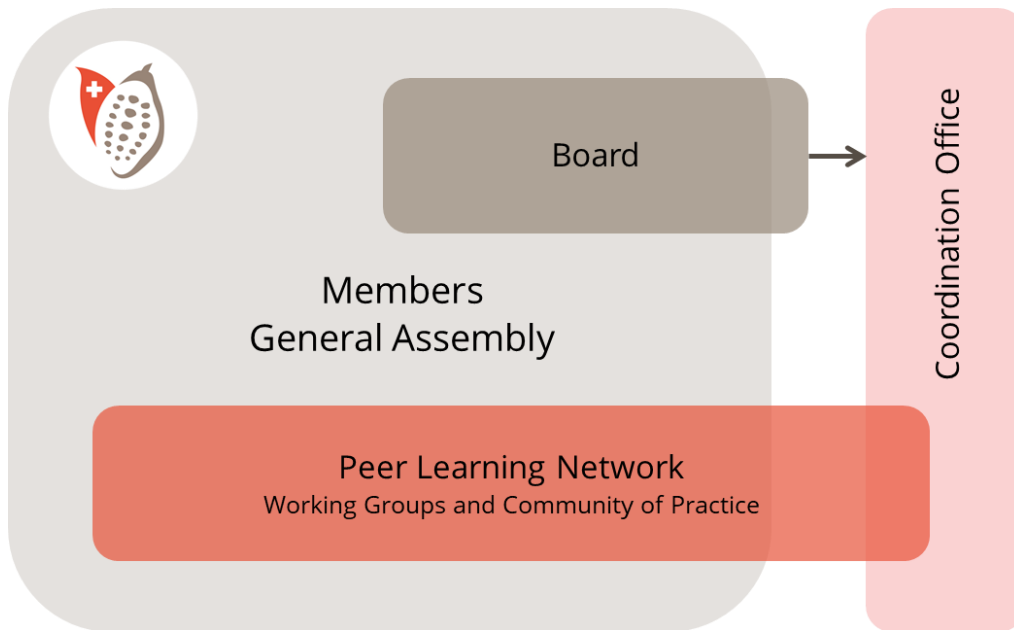 Board
Coordination Office
Members
General Assembly
Peer Learning Network
Working Groups and Community of Practice